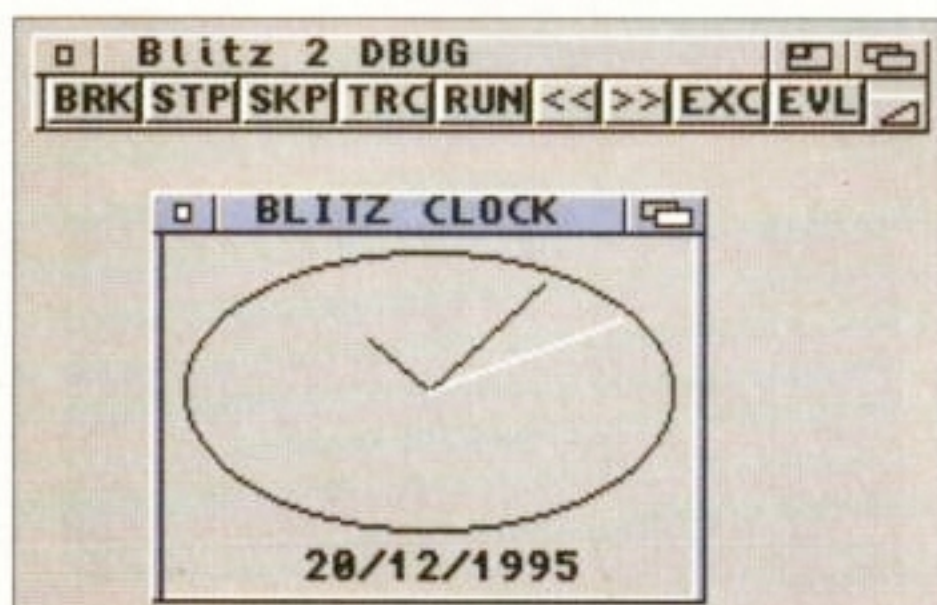 Blitz 2 DBUG
BRK STP SKP TRC RUN << >> EXC EVL
BLITZ CLOCK
20/12/1995